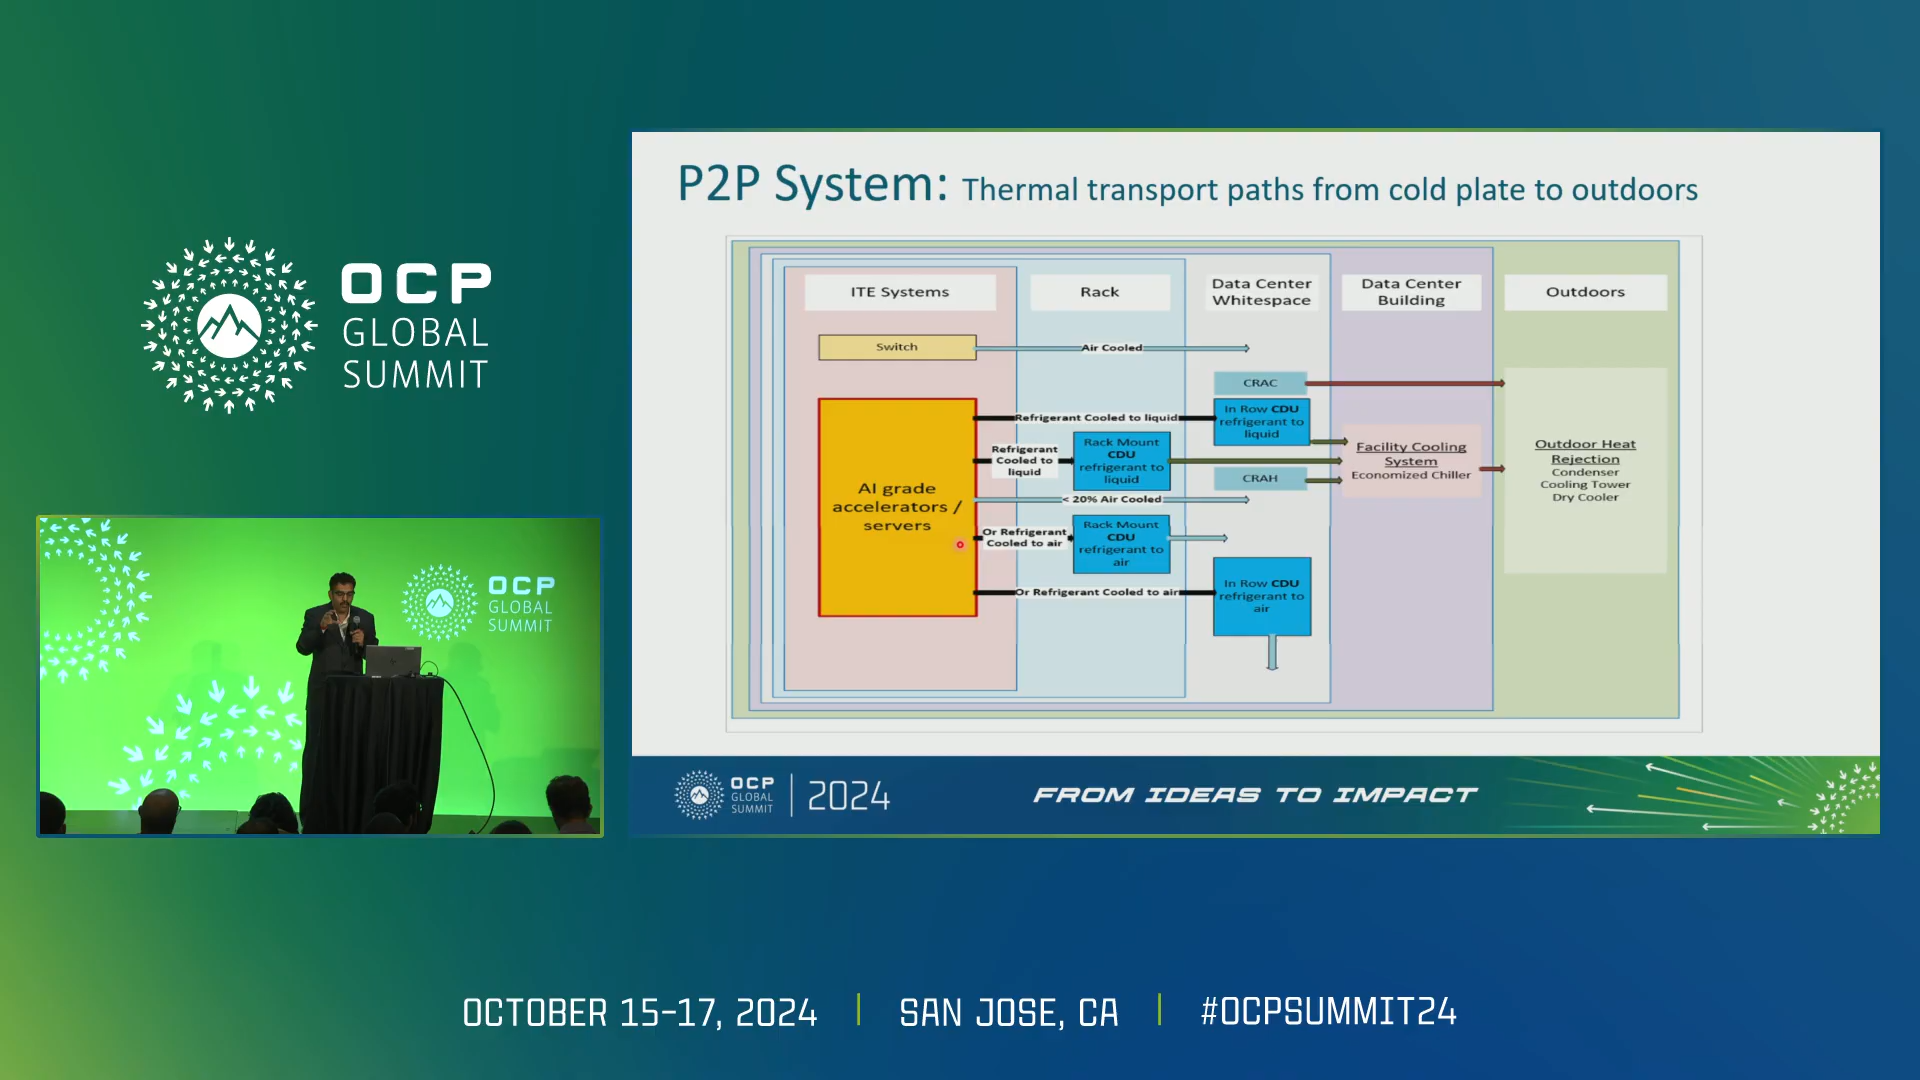 OCP
GLOBAL
SUMMIT
P2P System: Thermal transport paths from cold plate to outdoors
ITE Systems
Rack
Data Center
Whitespace
Data Center
Building
Outdoors
Switch
Air Cooled
CRAC
Refrigerant Cooled to liquid
In Row CDU
refrigerant to
liquid
Refrigerant
Cooled to
liquid
Rack Mount
CDU
refrigerant to
liquid
Facility Cooling
System
Economized Chiller
Outdoor Heat
Rejection
Condenser
Cooling Tower
Dry Cooler
CRAH
AI grade
accelerators /
servers
< 20% Air Cooled
Or Refrigerant
Cooled to air
Rack Mount
CDU
refrigerant to
air
Or Refrigerant Cooled to air
In Row CDU
refrigerant to
air
OCP
GLOBAL
SUMMIT
OCP
GLOBAL
SUMMIT
2024
FROM IDEAS TO IMPACT
OCTOBER 15-17, 2024
SAN JOSE, CA
#OCPSUMMIT24